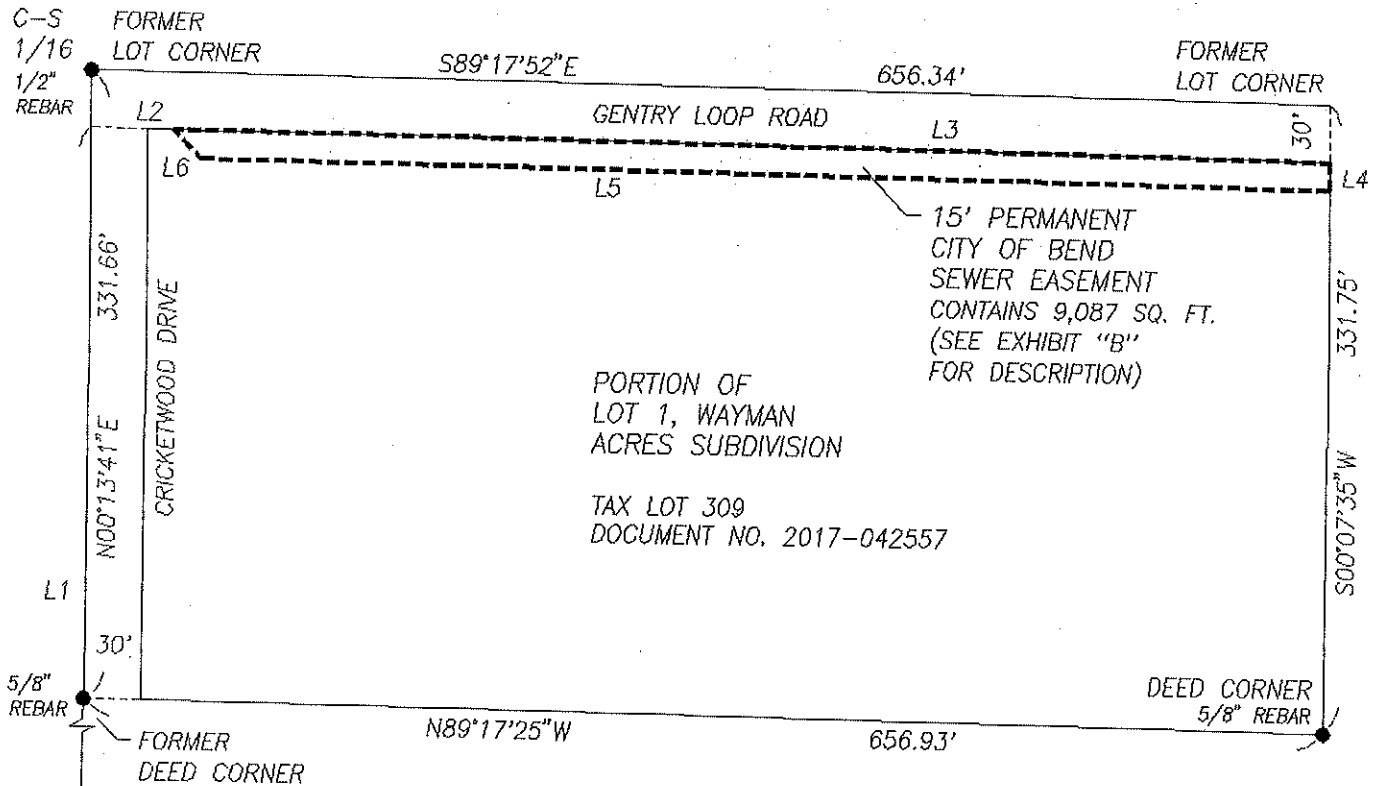 C-S
1/16
1/2"
REBAR
FORMER
LOT CORNER
S89°17'52"E
656.34'
FORMER
LOT CORNER
L2
GENTRY LOOP ROAD
L3
30'
L4
L6
L5
15' PERMANENT
CITY OF BEND
SEWER EASEMENT
CONTAINS 9,087 SQ. FT.
(SEE EXHIBIT "B"
FOR DESCRIPTION)
331.66'
N00°13'41"E
CRICKETWOOD DRIVE
331.75'
S00°07'35"W
PORTION OF
LOT 1, WAYMAN
ACRES SUBDIVISION
TAX LOT 309
DOCUMENT NO. 2017-042557
L1
30'
5/8"
REBAR
DEED CORNER
5/8" REBAR
N89°17'25"W
656.93'
FORMER
DEED CORNER